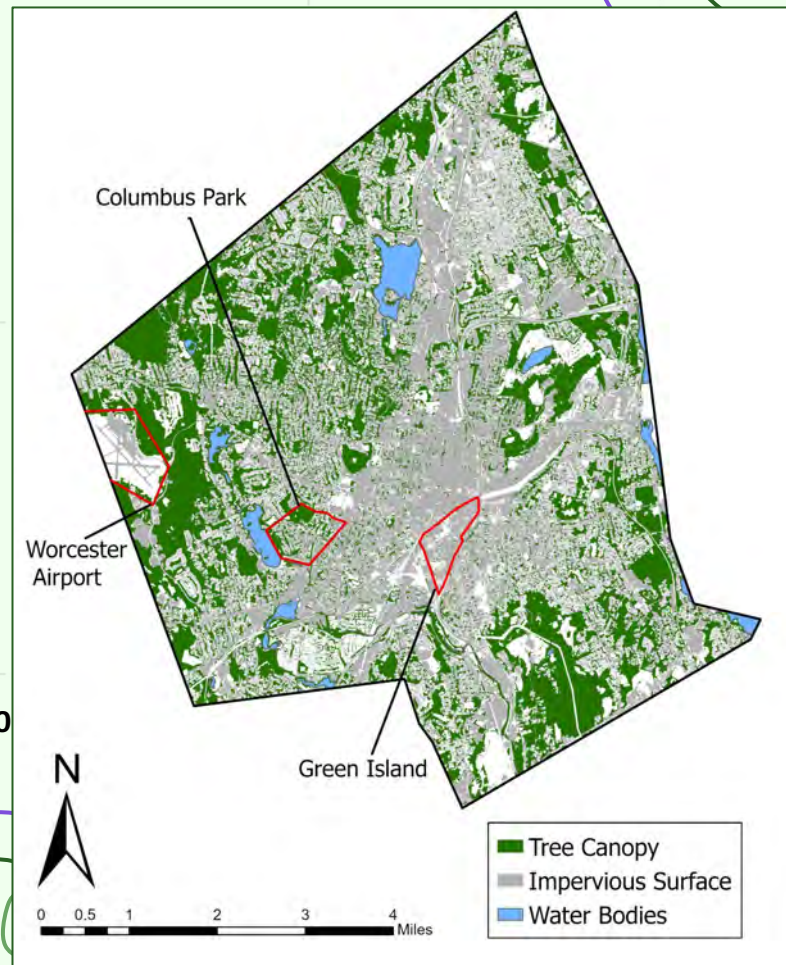 Columbus Park
Worcester
Airport
Green Island
0
N
0 0.5 1 2 3 4
Miles
Tree Canopy
Impervious Surface
Water Bodies